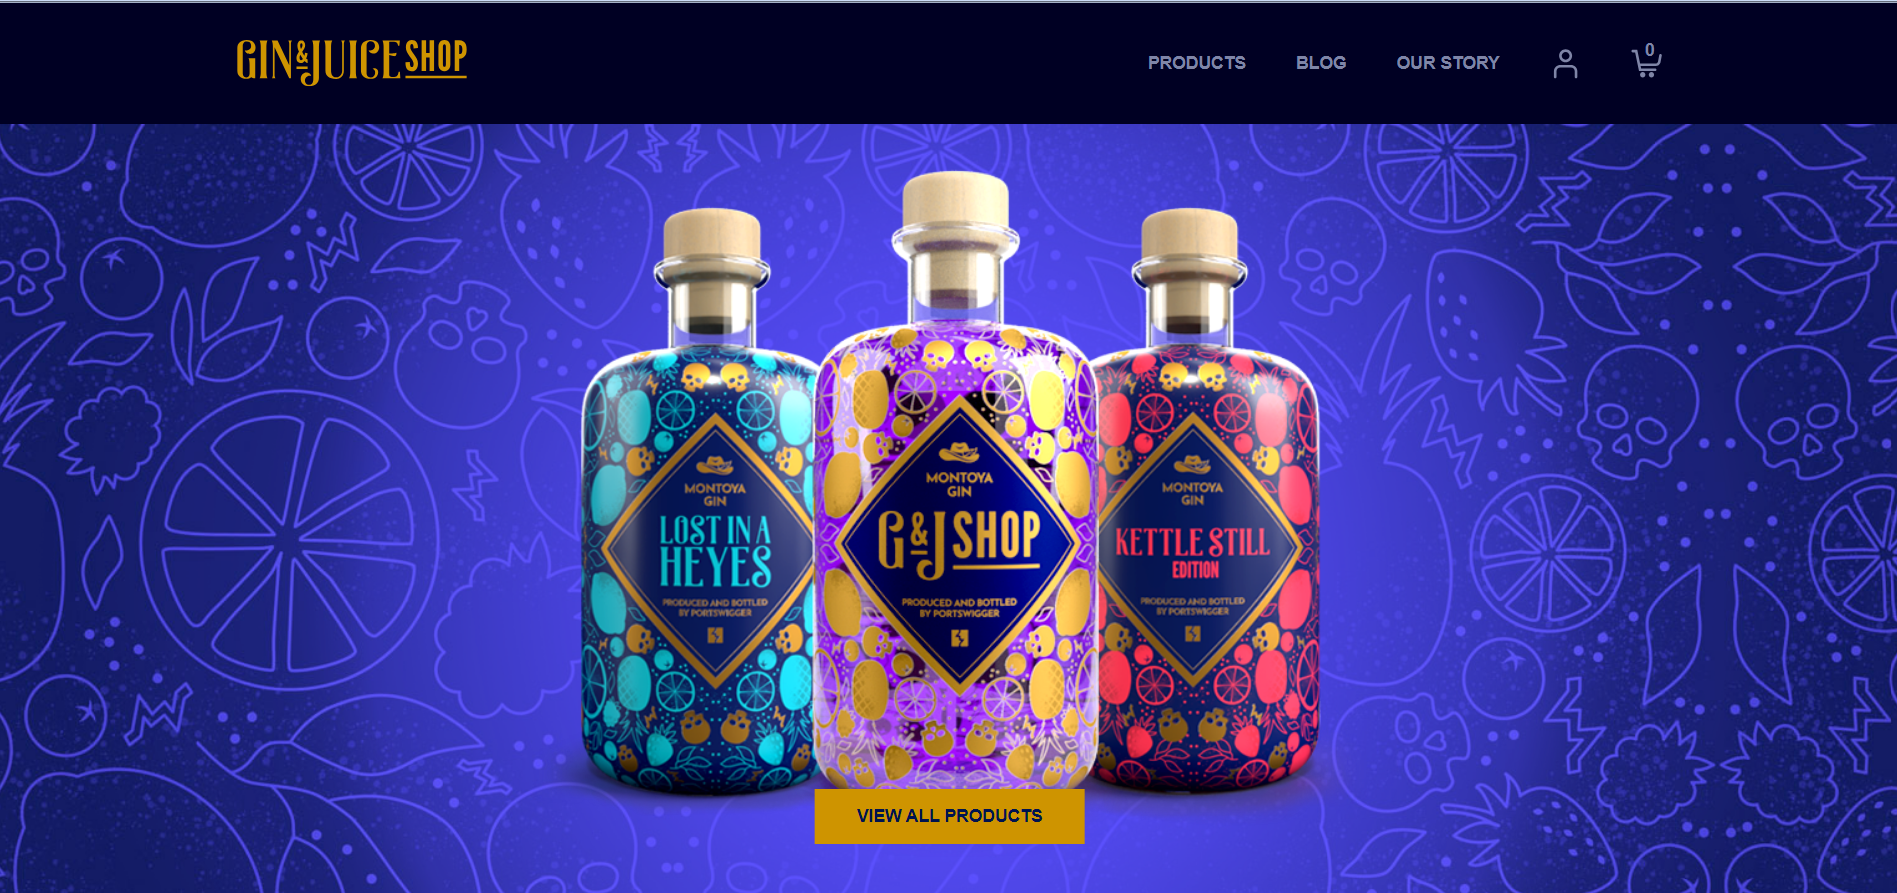 GIN&JUICE SHOP
PRODUCTS
BLOG
OUR STORY
0
MONTOYA
GIN
LOST IN A
HEYES
PRODUCED AND BOTTLED
BY PORTSWIGGER
MONTOYA
GIN
G&J SHOP
PRODUCED AND BOTTLED
BY PORTSWIGGER
MONTOYA
GIN
KETTLE STILL
EDITION
PRODUCED AND BOTTLED
BY PORTSWIGGER
VIEW ALL PRODUCTS